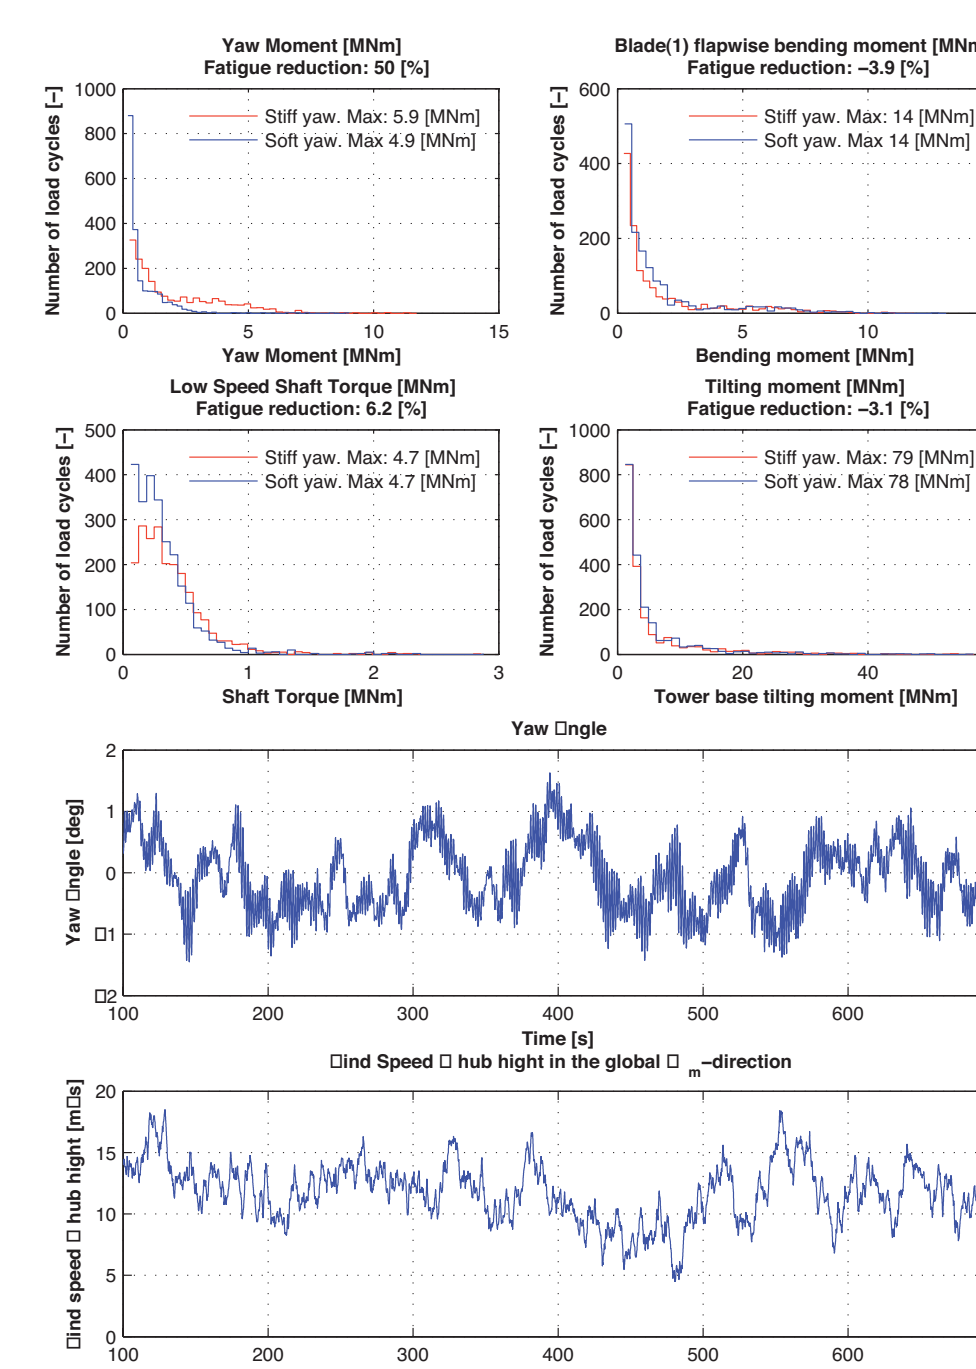 Yaw Moment [MNm]
Fatigue reduction: 50 [%]
Number of load cycles [−]
1000
800
600
400
200
0
Stiff yaw. Max: 5.9 [MNm]
Soft yaw. Max 4.9 [MNm]
0 5 10 15
Yaw Moment [MNm]
Blade(1) flapwise bending moment [MNm
Fatigue reduction: −3.9 [%]
Number of load cycles [−]
600
400
200
0
Stiff yaw. Max: 14 [MNm]
Soft yaw. Max 14 [MNm]
0 5 10
Bending moment [MNm]
Low Speed Shaft Torque [MNm]
Fatigue reduction: 6.2 [%]
Number of load cycles [−]
500
400
300
200
100
0
Stiff yaw. Max: 4.7 [MNm]
Soft yaw. Max 4.7 [MNm]
0 1 2 3
Shaft Torque [MNm]
Tilting moment [MNm]
Fatigue reduction: −3.1 [%]
Number of load cycles [−]
1000
800
600
400
200
0
Stiff yaw. Max: 79 [MNm]
Soft yaw. Max 78 [MNm]
0 20 40
Tower base tilting moment [MNm]
Yaw □ngle
Yaw □ngle [deg]
2
1
0
□1
□2
100 200 300 400 500 600
Time [s]
□ind Speed □ hub hight in the global □ m−direction
□ind speed □ hub hight [m□s]
20
15
10
5
0
100 200 300 400 500 600